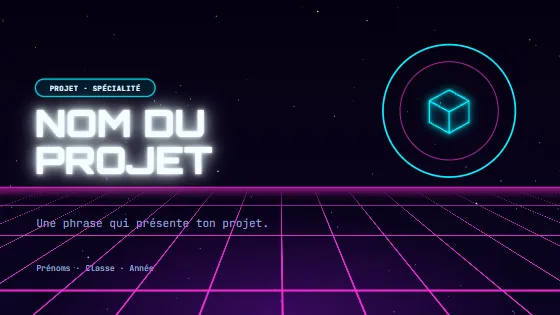 PROJET · SPÉCIALITÉ
NOM DU
PROJET
Une phrase qui présente ton projet.
Prénoms · Classe · Année